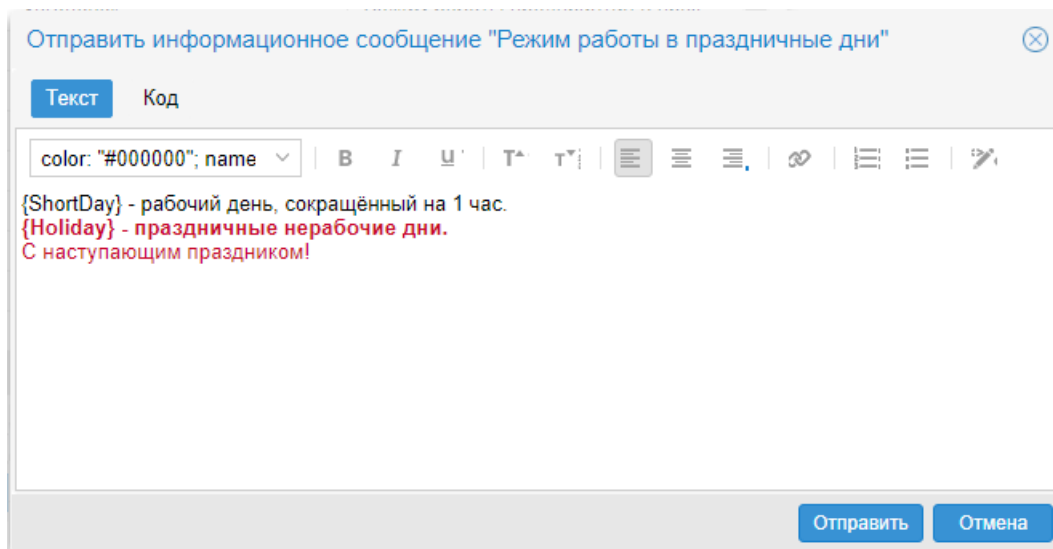 Отправить информационное сообщение "Режим работы в праздничные дни"
Текст Код
color: "#000000"; name B I U T T
{ShortDay} - рабочий день, сокращённый на 1 час.
{Holiday} - праздничные нерабочие дни.
С наступающим праздником!
Отправить Отмена